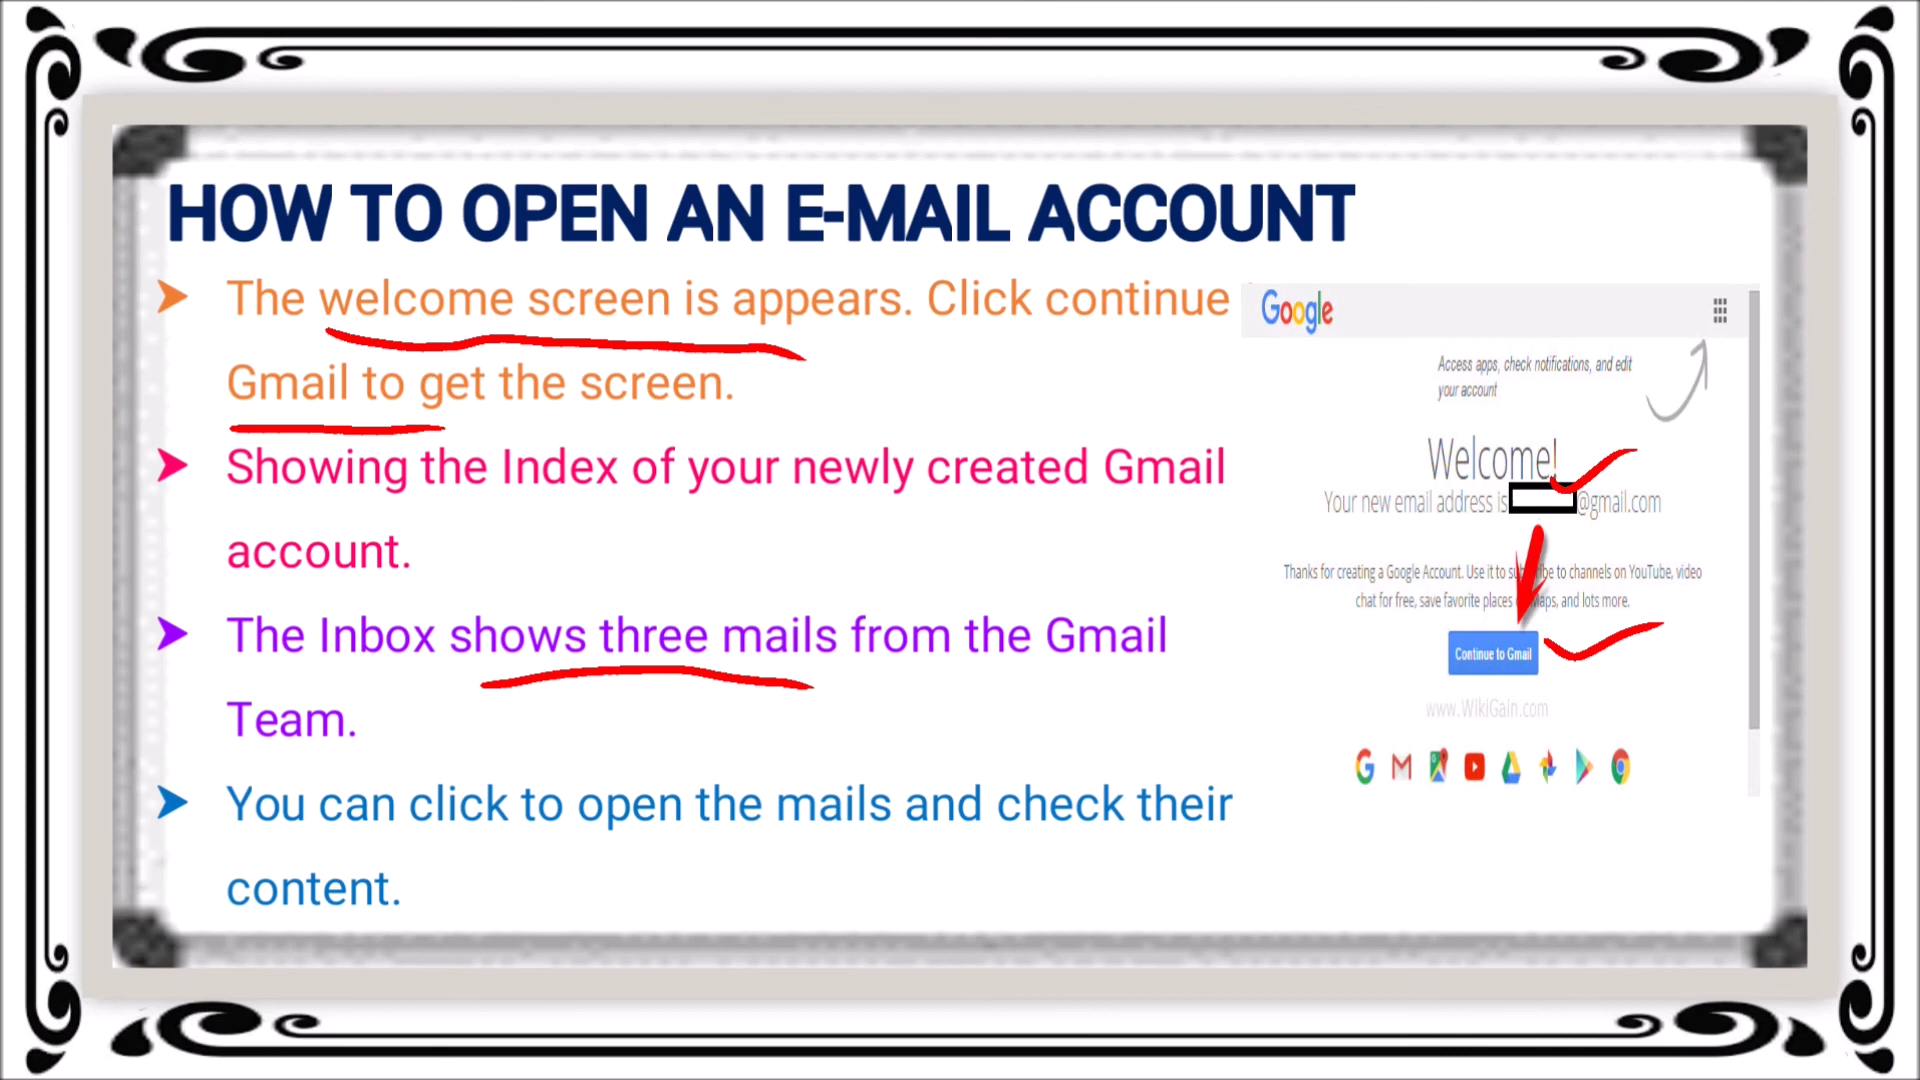 HOW TO OPEN AN E-MAIL ACCOUNT
➤ The welcome screen is appears. Click continue
Gmail to get the screen.
➤ Showing the Index of your newly created Gmail
account.
➤ The Inbox shows three mails from the Gmail
Team.
➤ You can click to open the mails and check their
content.
Google
Access apps, check notifications, and edit
your account
Welcome!
Your new email address is @gmail.com
Thanks for creating a Google Account. Use it to to channels on YouTube, video
chat for free, save favorite places and lots more.
Continue to Gmail
www.WikiGain.com